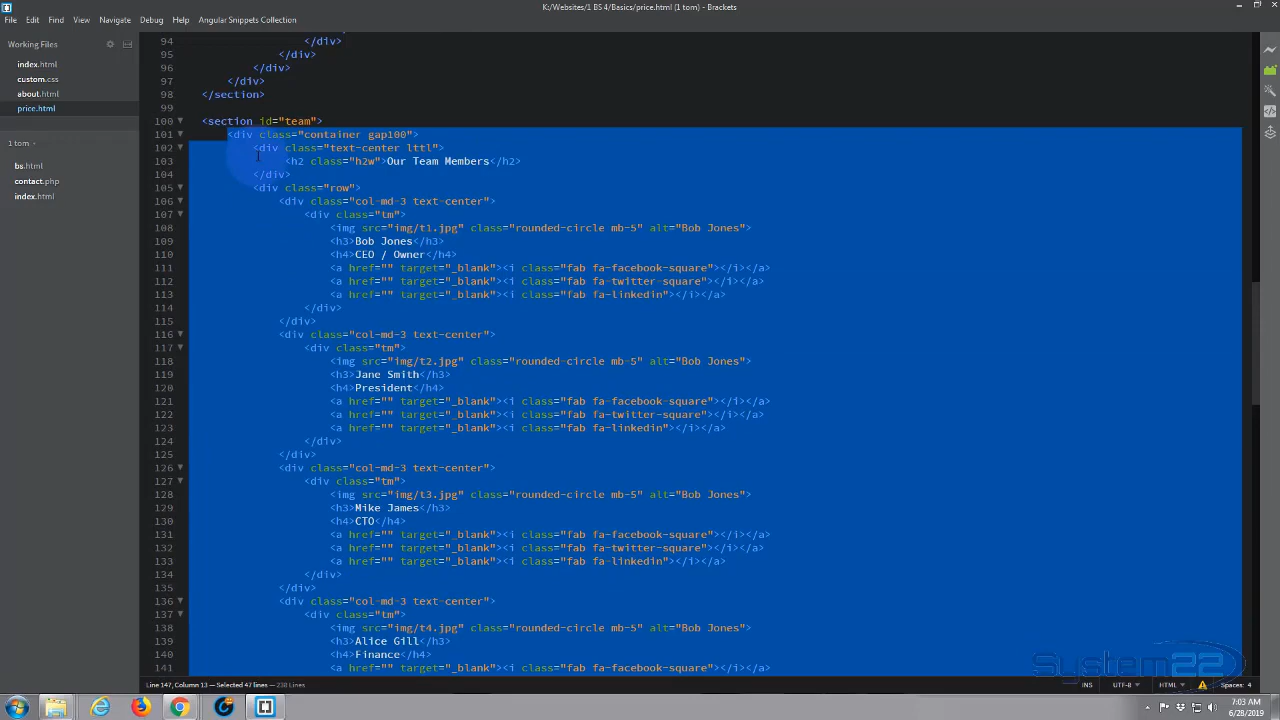 K:/Websites/1 BS 4/Basics/price.html (1 tom) - Brackets
File Edit Find View Navigate Debug Help Angular Snippets Collection
Working Files
index.html
custom.css
about.html
price.html
1 tom
bs.html
contact.php
index.html
94 </div>
95 </div>
96 </div>
97 </div>
98 </section>
99
100 <section id="team">
101 <div class="container gap100">
102 <div class="text-center lttl">
103 <h2 class="h2w">Our Team Members</h2>
104 </div>
105 <div class="row">
106 <div class="col-md-3 text-center">
107 <div class="tm">
108 <img src="img/t1.jpg" class="rounded-circle mb-5" alt="Bob Jones">
109 <h3>Bob Jones</h3>
110 <h4>CEO / Owner</h4>
111 <a href="" target="_blank"><i class="fab fa-facebook-square"></i></a>
112 <a href="" target="_blank"><i class="fab fa-twitter-square"></i></a>
113 <a href="" target="_blank"><i class="fab fa-linkedin"></i></a>
114 </div>
115 </div>
116 <div class="col-md-3 text-center">
117 <div class="tm">
118 <img src="img/t2.jpg" class="rounded-circle mb-5" alt="Bob Jones">
119 <h3>Jane Smith</h3>
120 <h4>President</h4>
121 <a href="" target="_blank"><i class="fab fa-facebook-square"></i></a>
122 <a href="" target="_blank"><i class="fab fa-twitter-square"></i></a>
123 <a href="" target="_blank"><i class="fab fa-linkedin"></i></a>
124 </div>
125 </div>
126 <div class="col-md-3 text-center">
127 <div class="tm">
128 <img src="img/t3.jpg" class="rounded-circle mb-5" alt="Bob Jones">
129 <h3>Mike James</h3>
130 <h4>CTO</h4>
131 <a href="" target="_blank"><i class="fab fa-facebook-square"></i></a>
132 <a href="" target="_blank"><i class="fab fa-twitter-square"></i></a>
133 <a href="" target="_blank"><i class="fab fa-linkedin"></i></a>
134 </div>
135 </div>
136 <div class="col-md-3 text-center">
137 <div class="tm">
138 <img src="img/t4.jpg" class="rounded-circle mb-5" alt="Bob Jones">
139 <h3>Alice Gill</h3>
140 <h4>Finance</h4>
141 <a href="" target="_blank"><i class="fab fa-facebook-square"></i></a>
System22
Line 147, Column 13 — Selected 47 lines — 230 Lines
INS UTF-8 HTML Spaces: 4
7:03 AM
6/28/2019